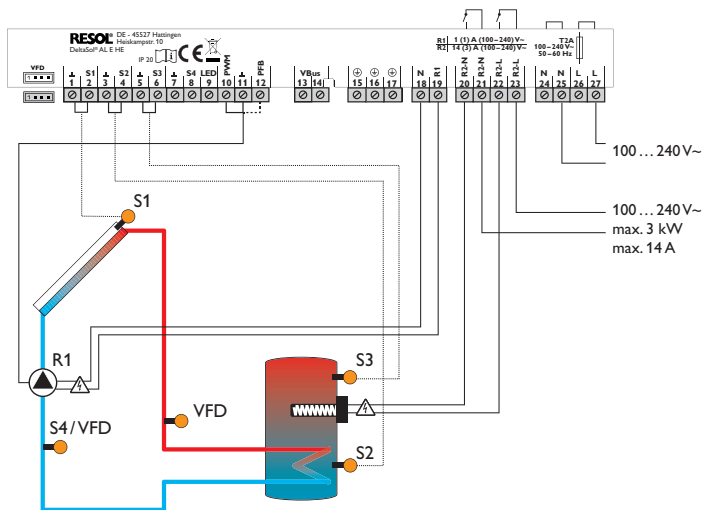 RESOL® DE - 45527 Hattingen
Heiskampstr. 10
DeltaSol® AL E HE
IP 20
CE
R1 1 (1) A (100–240) V~
R2 14 (3) A (100–240) V~
T2A
100–240 V~
50–60 Hz
VFD
S1 S2 S3 S4 LED PWM PFB
1 2 3 4 5 6 7 8 9 10 11 12
VBus
13 14
15 16 17
N R1 R2-N R2-N R2-L R2-L
18 19 20 21 22 23
N N L L
24 25 26 27
100 … 240 V~
100 … 240 V~
max. 3 kW
max. 14 A
S1
R1
S3
VFD
S4 / VFD
S2